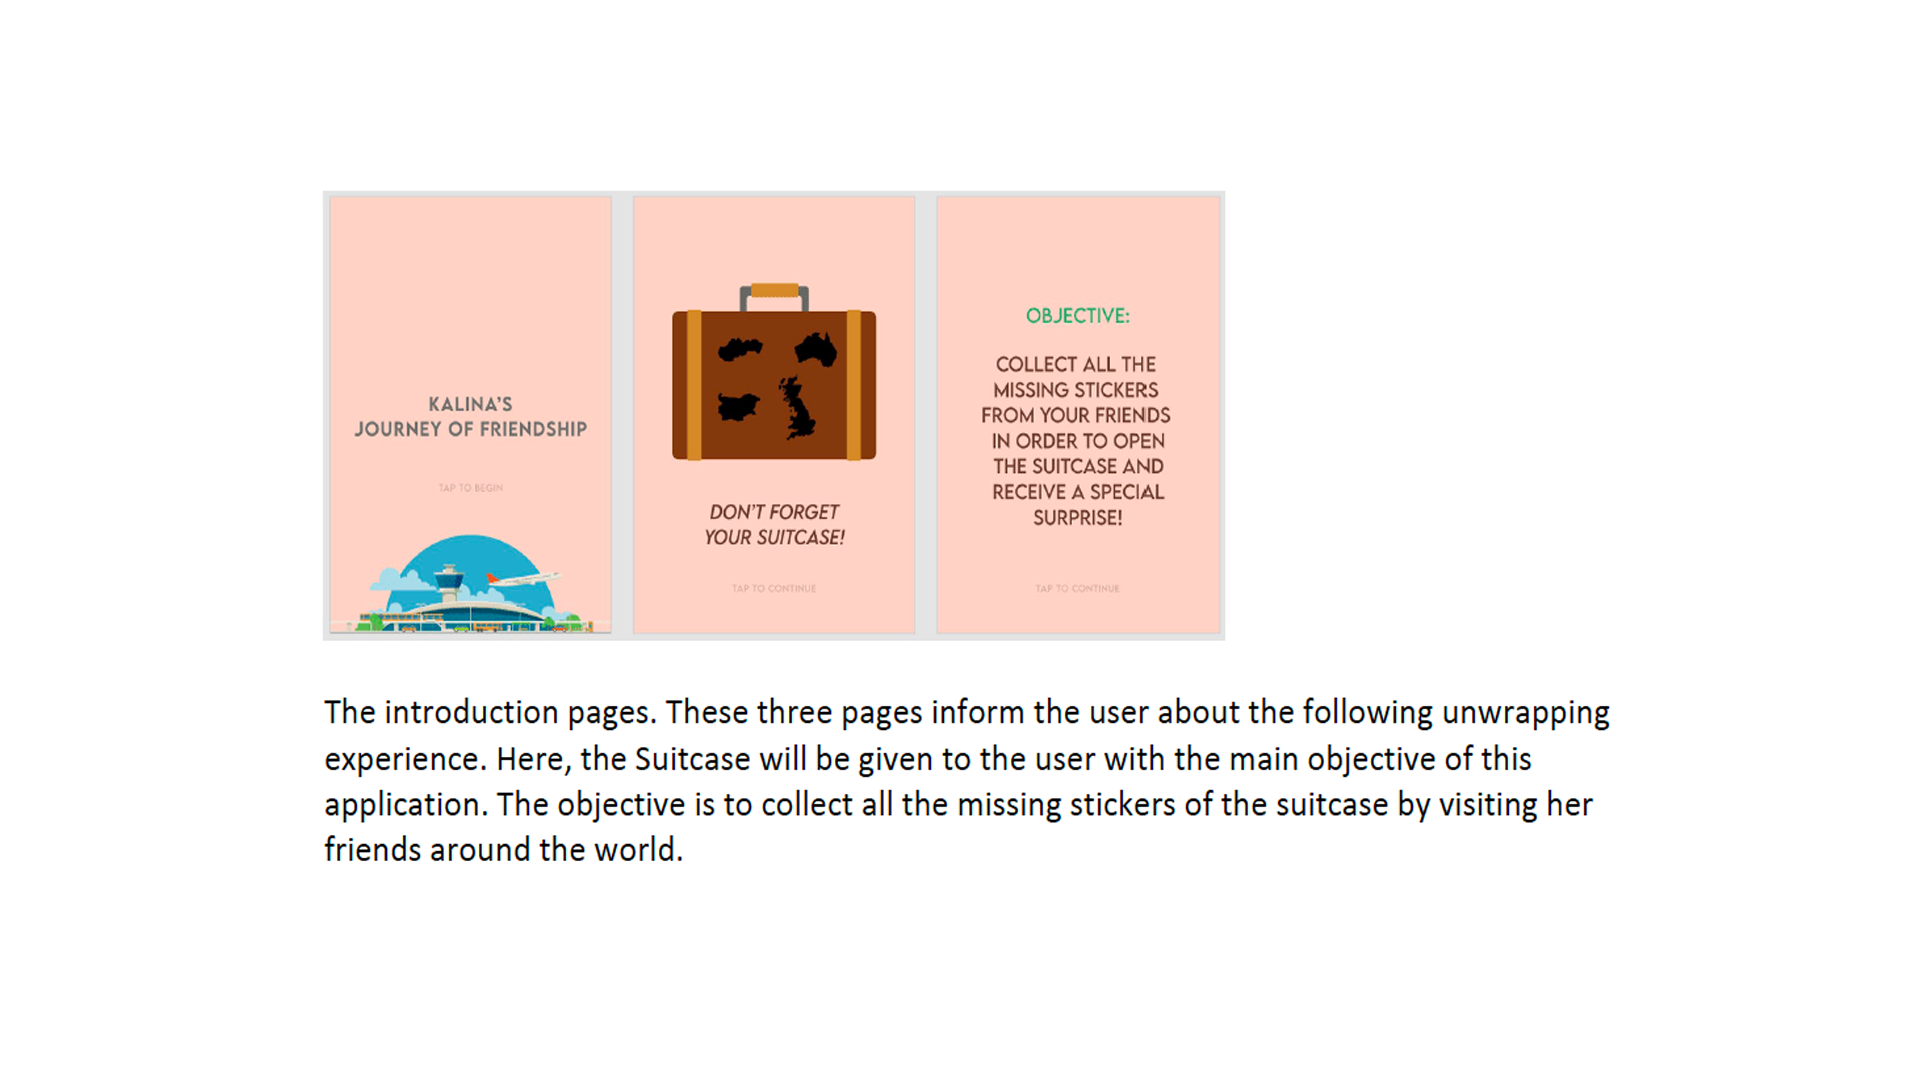 KALINA'S
JOURNEY OF FRIENDSHIP
TAP TO BEGIN
DON'T FORGET
YOUR SUITCASE!
TAP TO CONTINUE
OBJECTIVE:
COLLECT ALL THE
MISSING STICKERS
FROM YOUR FRIENDS
IN ORDER TO OPEN
THE SUITCASE AND
RECEIVE A SPECIAL
SURPRISE!
TAP TO CONTINUE
The introduction pages. These three pages inform the user about the following unwrapping
experience. Here, the Suitcase will be given to the user with the main objective of this
application. The objective is to collect all the missing stickers of the suitcase by visiting her
friends around the world.